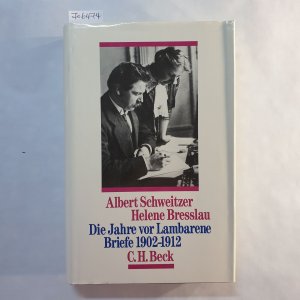 Albert Schweitzer
Helene Bresslau
Die Jahre vor Lambarene
Briefe 1902-1912
C.H.Beck